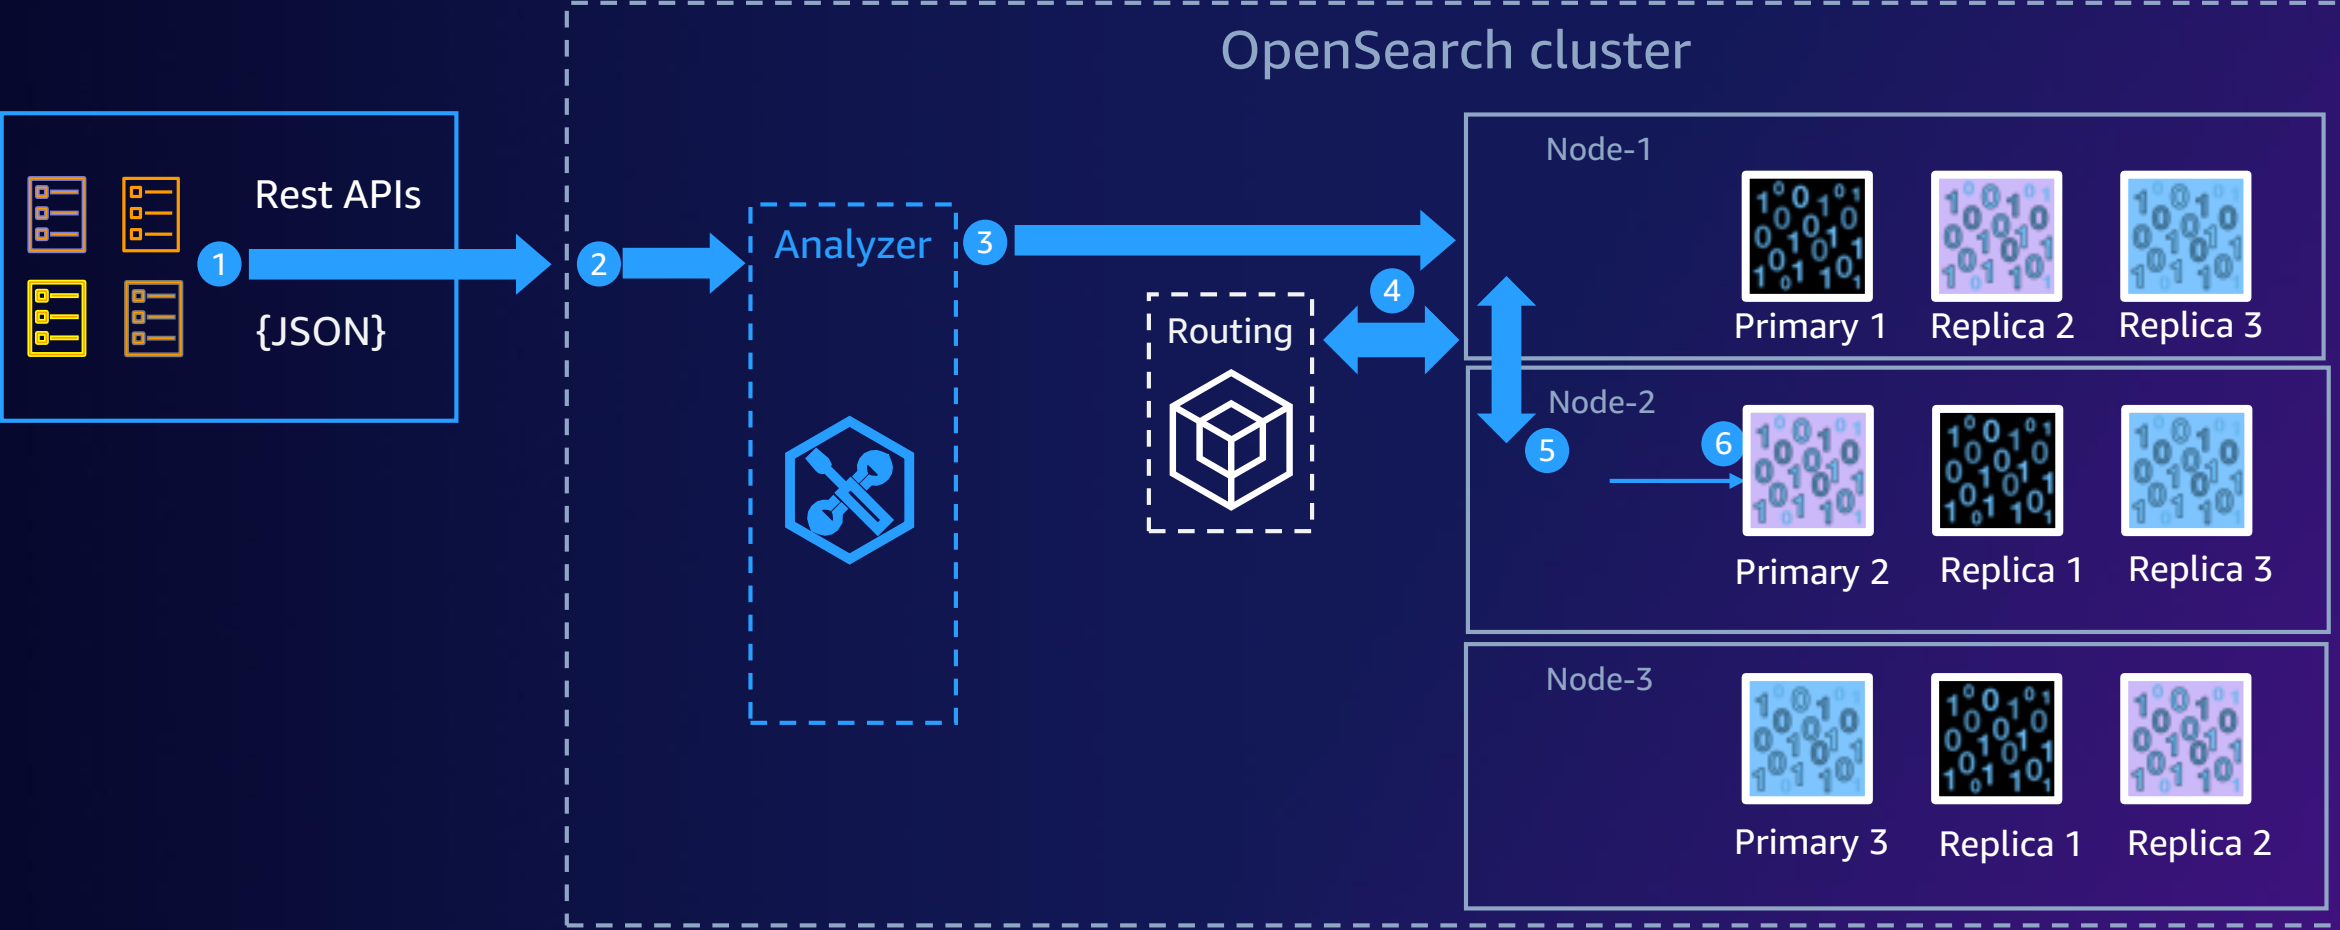 OpenSearch cluster
Rest APIs
1
{JSON}
2
Analyzer
3
4
Routing
Node-1
Primary 1
Replica 2
Replica 3
Node-2
5
6
Primary 2
Replica 1
Replica 3
Node-3
Primary 3
Replica 1
Replica 2